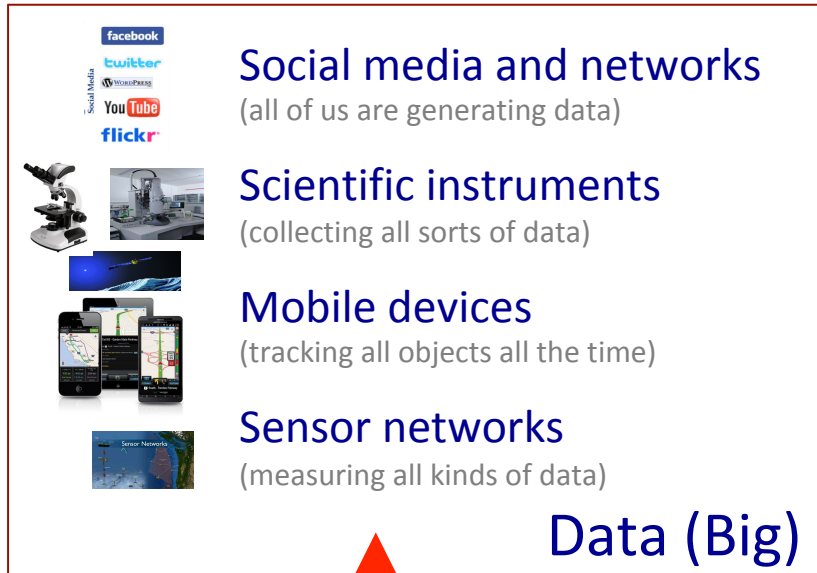 facebook
twitter
WORDPRESS
Social Media
You Tube
flickr
Social media and networks
(all of us are generating data)
Scientific instruments
(collecting all sorts of data)
Mobile devices
(tracking all objects all the time)
Sensor Networks
Sensor networks
(measuring all kinds of data)
Data (Big)